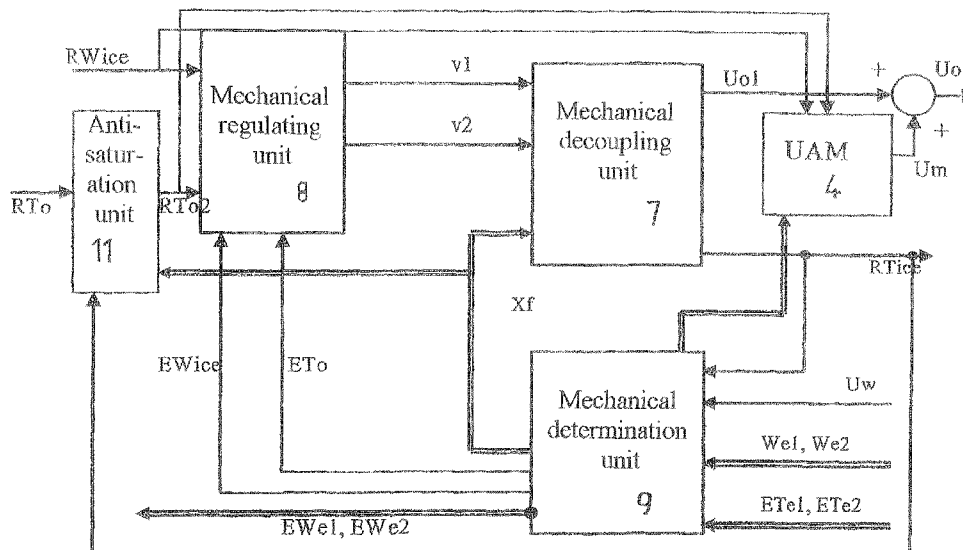 RWice
Anti-
satur-
ation
unit
11
RTo
RTo2
Mechanical
regulating
unit
8
v1
v2
Mechanical
decoupling
unit
7
Uo1
+
Uo
+
Um
UAM
4
RTice
Xf
EWice
ETo
Mechanical
determination
unit
9
Uw
We1, We2
ETe1, ETe2
EWe1, EWe2